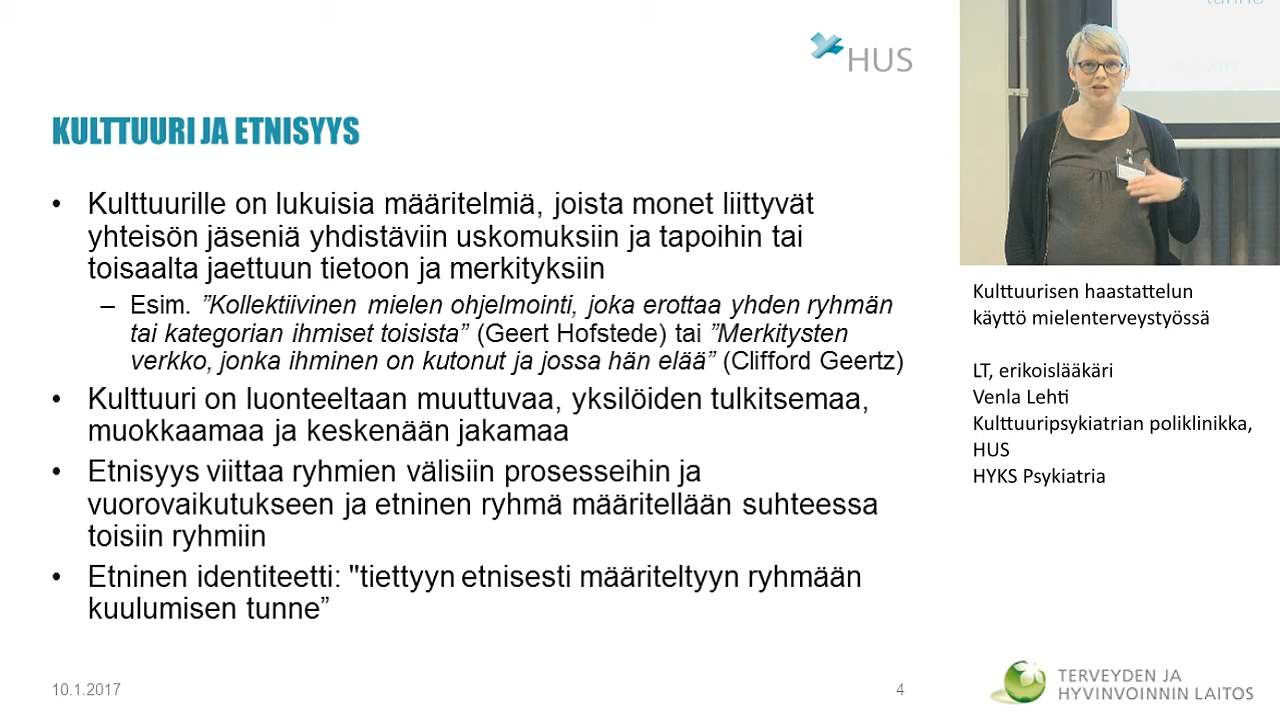 HUS
KULTTUURI JA ETNISYYS
• Kulttuurille on lukuisia määritelmiä, joista monet liittyvät
yhteisön jäseniä yhdistäviin uskomuksiin ja tapoihin tai
toisaalta jaettuun tietoon ja merkityksiin
– Esim. ”Kollektiivinen mielen ohjelmointi, joka erottaa yhden ryhmän
tai kategorian ihmiset toisista” (Geert Hofstede) tai ”Merkitysten
verkko, jonka ihminen on kutonut ja jossa hän elää” (Clifford Geertz)
• Kulttuuri on luonteeltaan muuttuvaa, yksilöiden tulkitsemaa,
muokkaamaa ja keskenään jakamaa
• Etnisyys viittaa ryhmien välisiin prosesseihin ja
vuorovaikutukseen ja etninen ryhmä määritellään suhteessa
toisiin ryhmiin
• Etninen identiteetti: "tiettyyn etnisesti määriteltyyn ryhmään
kuulumisen tunne”
10.1.2017
4
tunne
Kulttuurisen haastattelun
käyttö mielenterveystyössä
LT, erikoislääkäri
Venla Lehti
Kulttuuripsykiatrian poliklinikka,
HUS
HYKS Psykiatria
TERVEYDEN JA
HYVINVOINNIN LAITOS